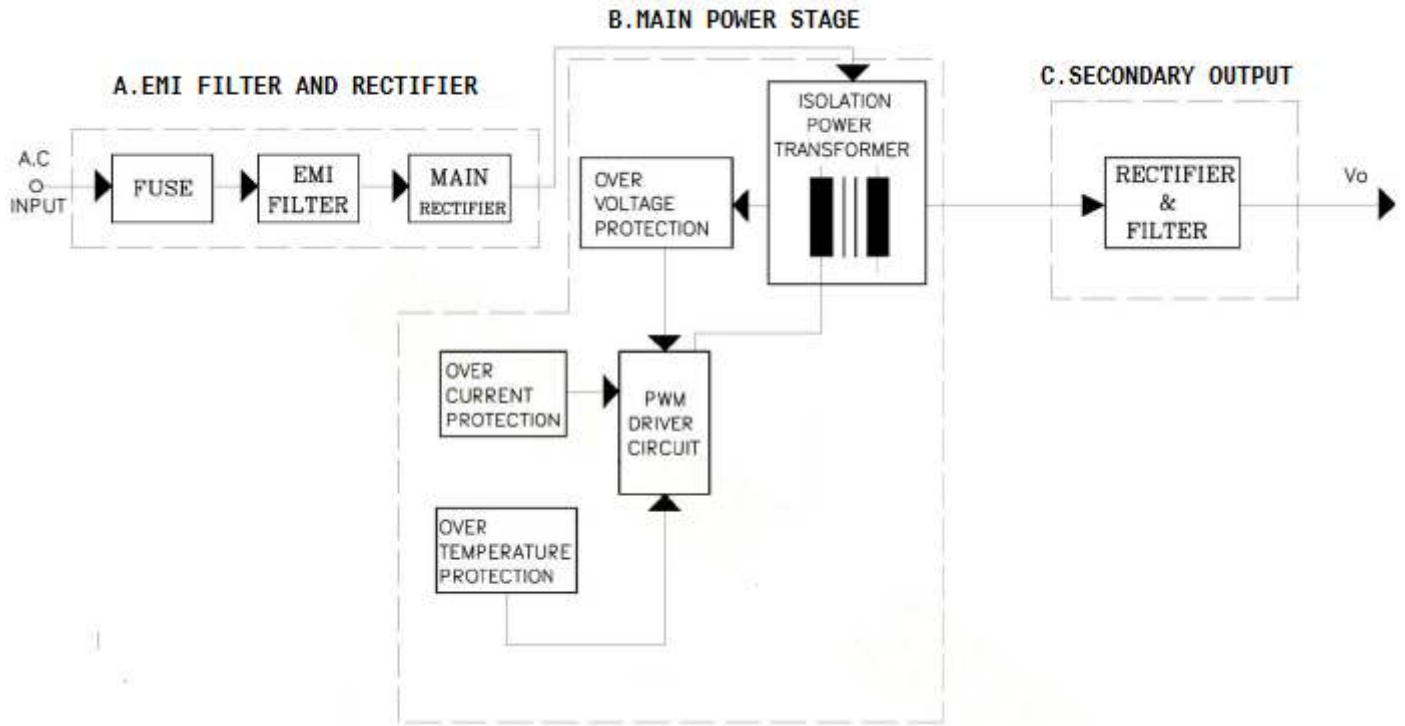 B.MAIN POWER STAGE
A.EMI FILTER AND RECTIFIER
C.SECONDARY OUTPUT
A.C
INPUT
FUSE
EMI
FILTER
MAIN
RECTIFIER
OVER
VOLTAGE
PROTECTION
ISOLATION
POWER
TRANSFORMER
RECTIFIER
&
FILTER
Vo
OVER
CURRENT
PROTECTION
PWM
DRIVER
CIRCUIT
OVER
TEMPERATURE
PROTECTION